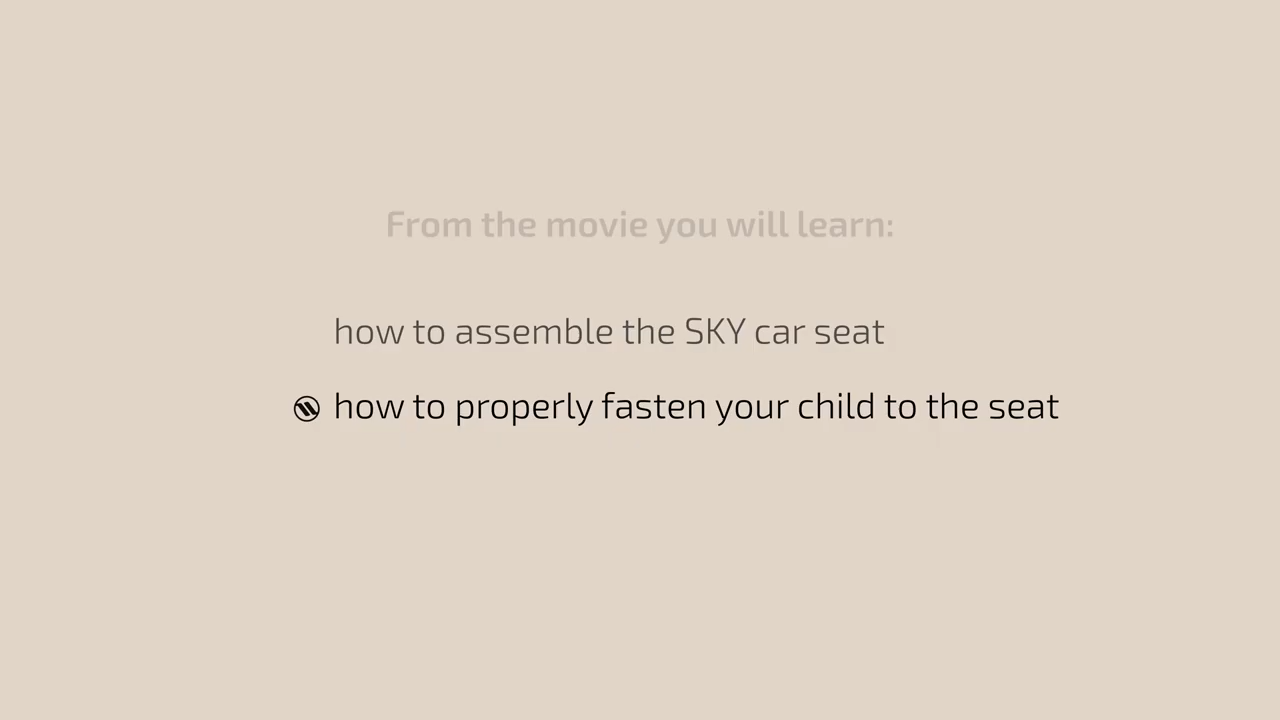 From the movie you will learn:
how to assemble the SKY car seat
how to properly fasten your child to the seat